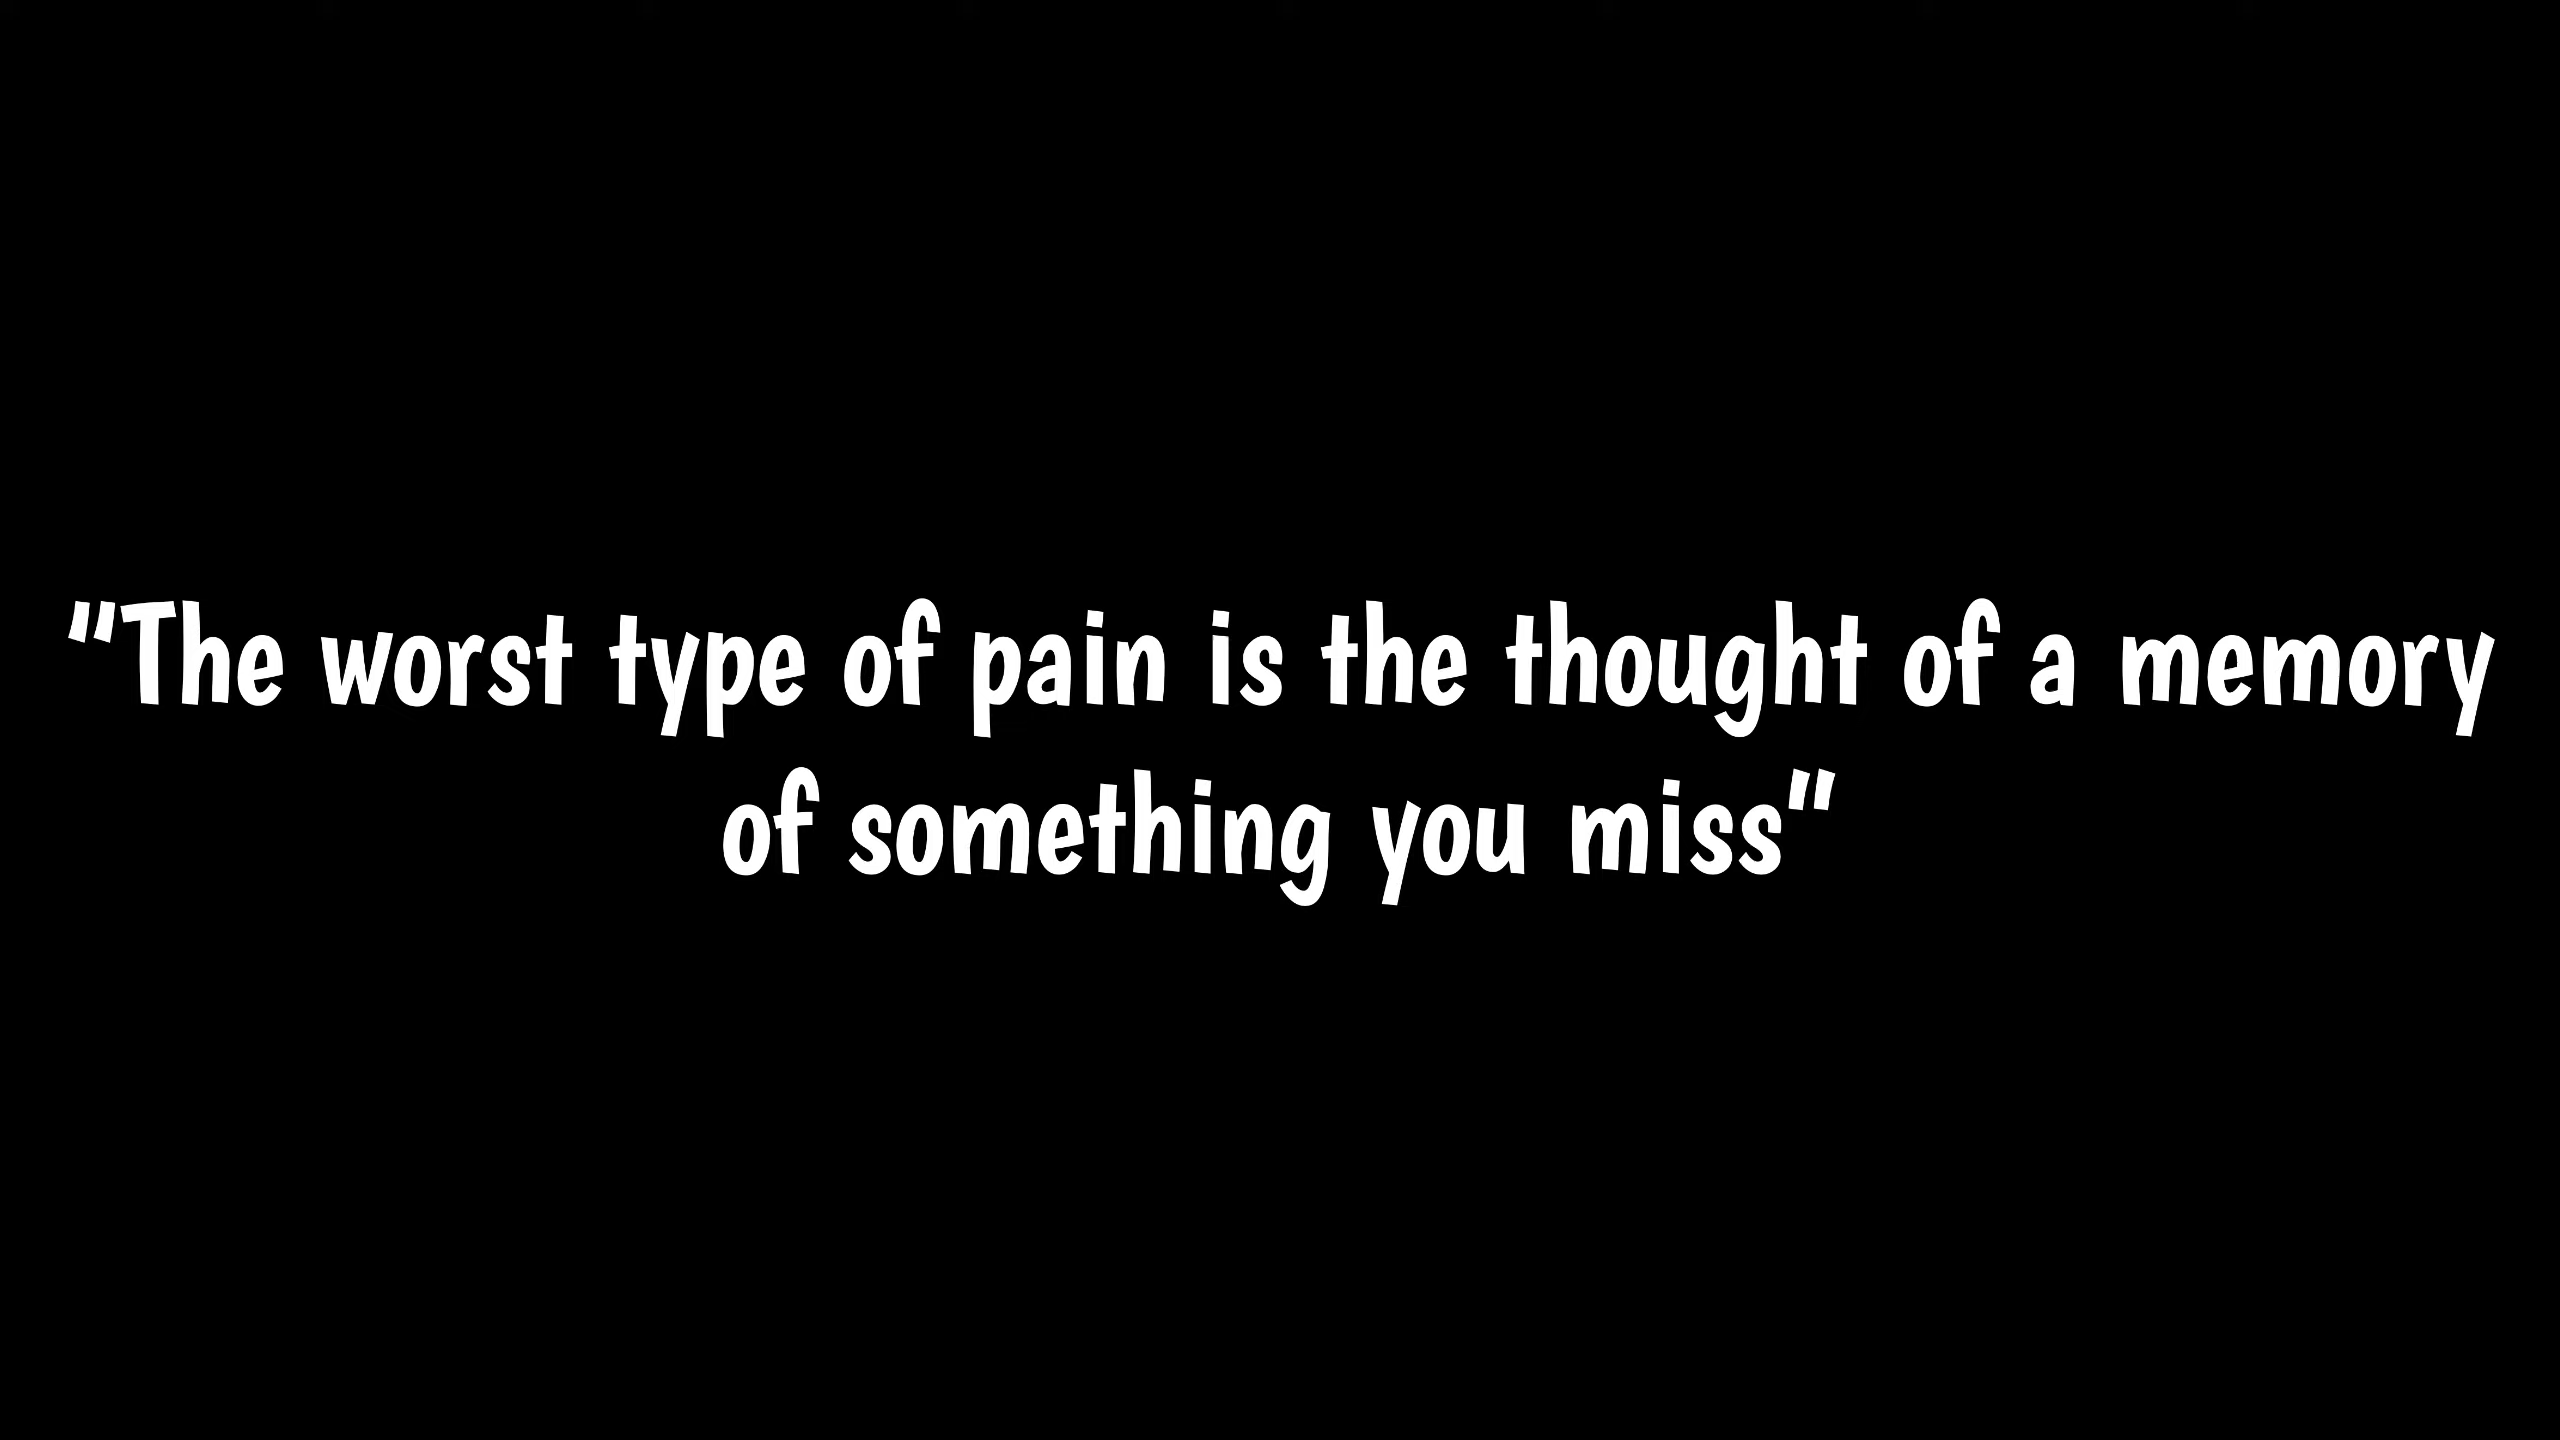 "The worst type of pain is the thought of a memory
of something you miss"